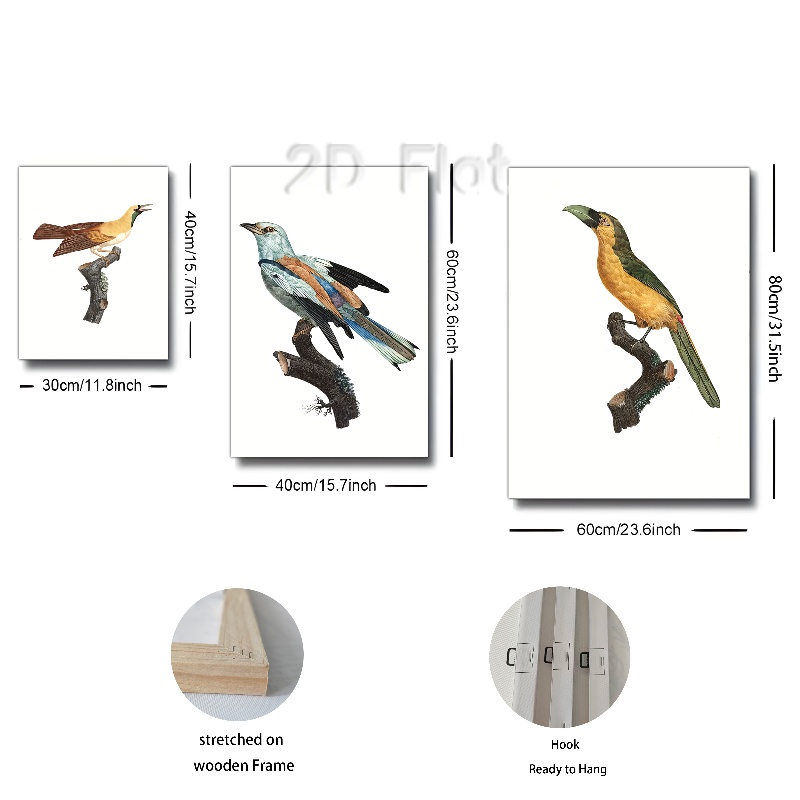 2D Flat
40cm/15.7inch
60cm/23.6inch
80cm/31.5inch
30cm/11.8inch
40cm/15.7inch
60cm/23.6inch
stretched on
wooden Frame
Hook
Ready to Hang